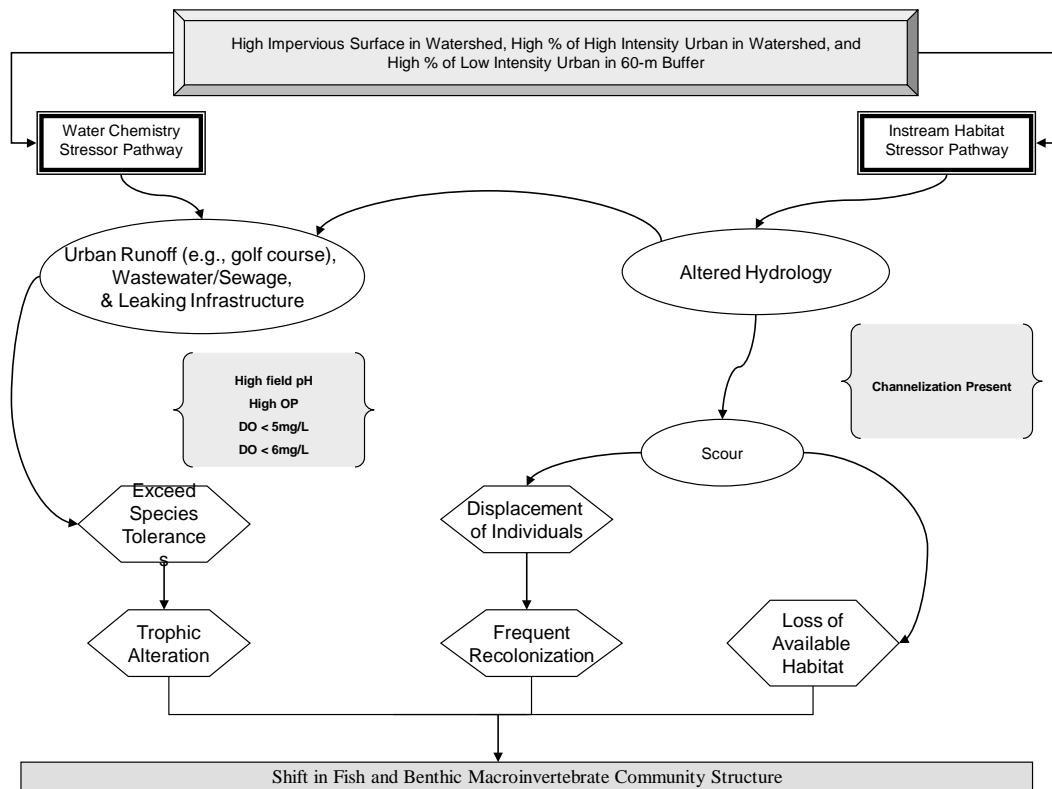 High Impervious Surface in Watershed, High % of High Intensity Urban in Watershed, and
High % of Low Intensity Urban in 60-m Buffer
Water Chemistry
Stressor Pathway
Instream Habitat
Stressor Pathway
Urban Runoff (e.g., golf course),
Wastewater/Sewage,
& Leaking Infrastructure
Altered Hydrology
High field pH
High OP
DO < 5mg/L
DO < 6mg/L
Channelization Present
Scour
Exceed
Species
Tolerance
s
Displacement
of Individuals
Trophic
Alteration
Frequent
Recolonization
Loss of
Available
Habitat
Shift in Fish and Benthic Macroinvertebrate Community Structure